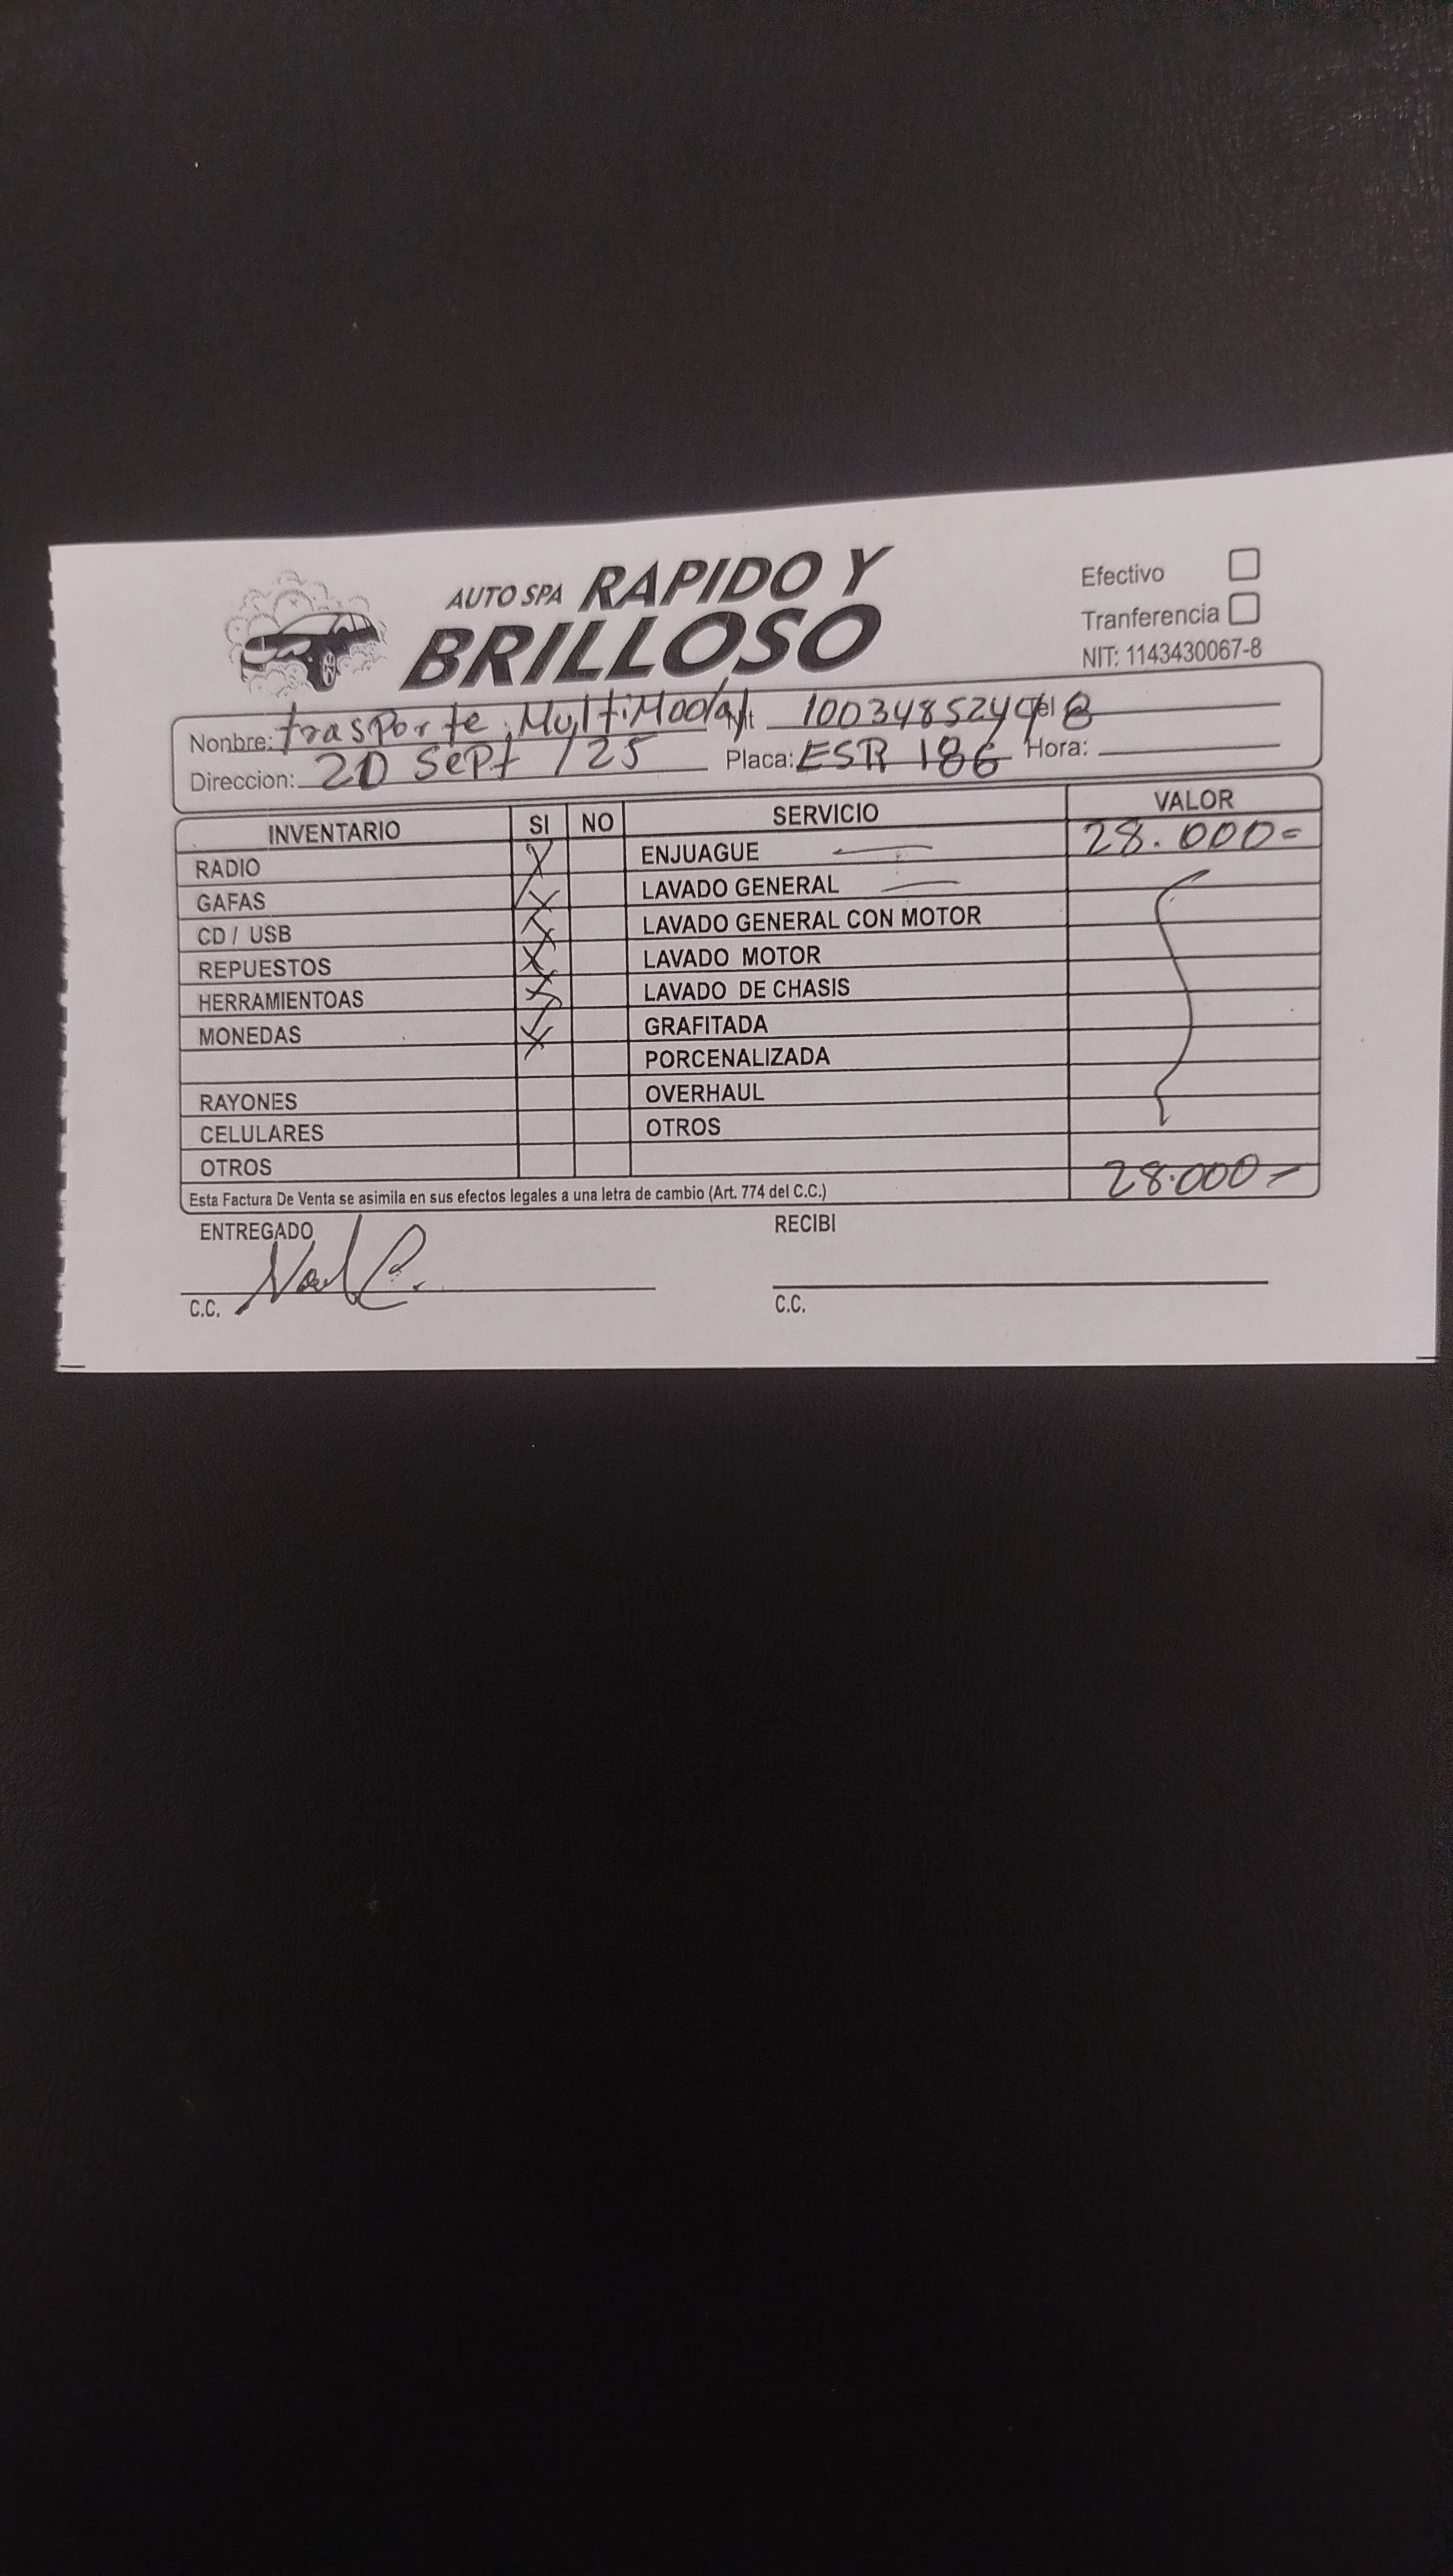 AUTO SPA RAPIDO Y
BRILLOSO
Efectivo
Tranferencia
NIT: 1143430067-8
Nonbre: trasporte MultiModal Nit Tel
Direccion: 20 Sept /25 Placa: ESR 186 Hora:
INVENTARIO SI NO SERVICIO VALOR
RADIO X ENJUAGUE 28.000=
GAFAS X LAVADO GENERAL
CD / USB X LAVADO GENERAL CON MOTOR
REPUESTOS X LAVADO MOTOR
HERRAMIENTOAS X LAVADO DE CHASIS
MONEDAS X GRAFITADA
PORCENALIZADA
RAYONES OVERHAUL
CELULARES OTROS
OTROS 28.000-
Esta Factura De Venta se asimila en sus efectos legales a una letra de cambio (Art. 774 del C.C.)
ENTREGADO RECIBI
C.C. C.C.